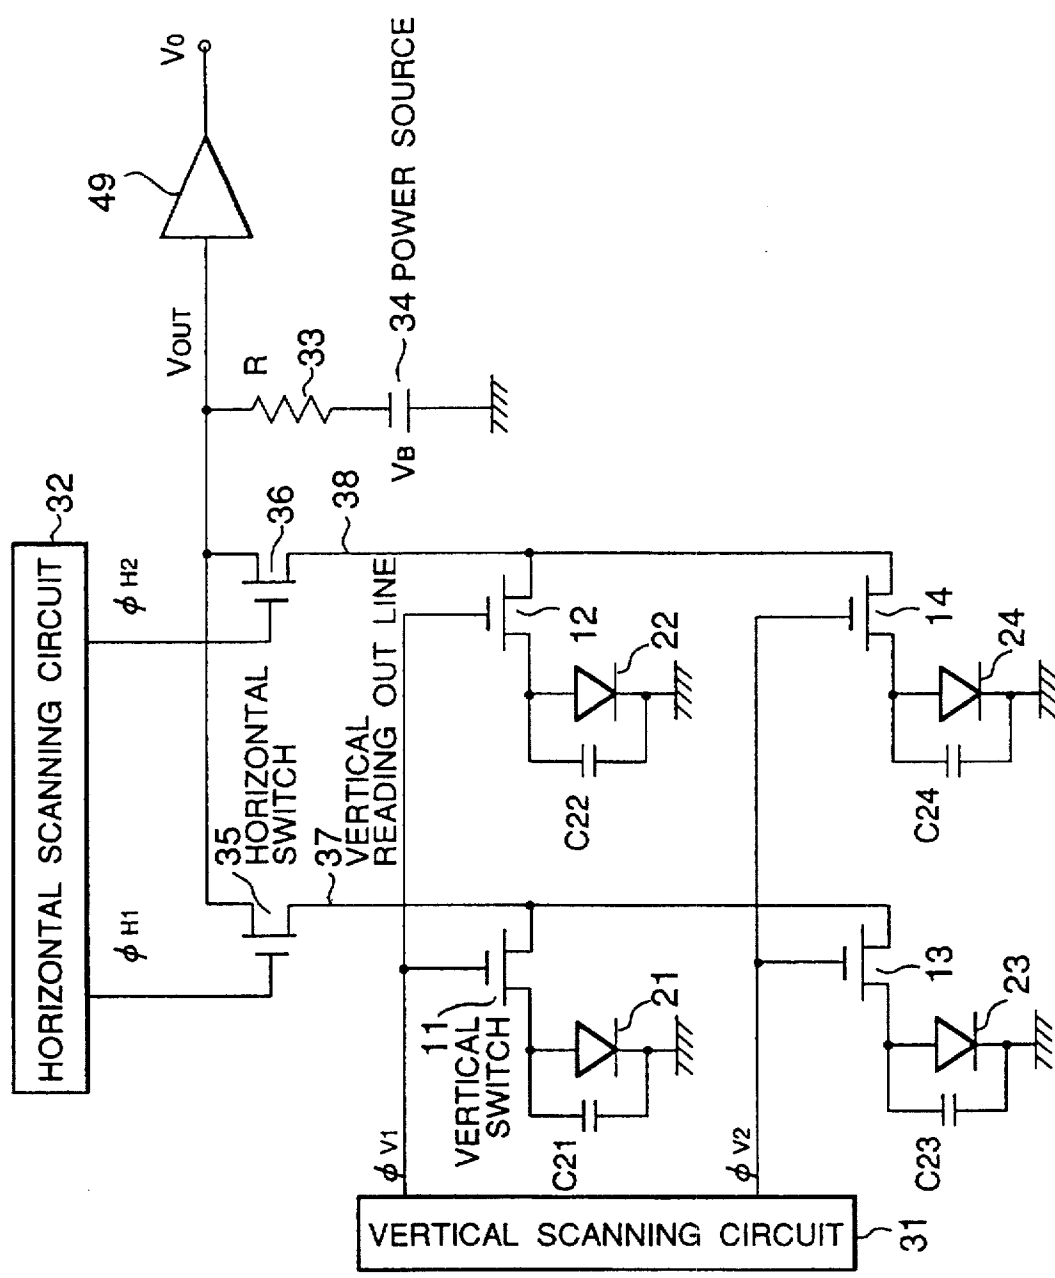 HORIZONTAL SCANNING CIRCUIT
32
ϕH1
ϕH2
VOUT
49
V0
35
HORIZONTAL
SWITCH
36
R
33
37
VERTICAL
READING OUT LINE
38
VB
34 POWER SOURCE
ϕV1
11
VERTICAL
SWITCH
12
C21
21
C22
22
ϕV2
13
14
C23
23
C24
24
VERTICAL SCANNING CIRCUIT
31